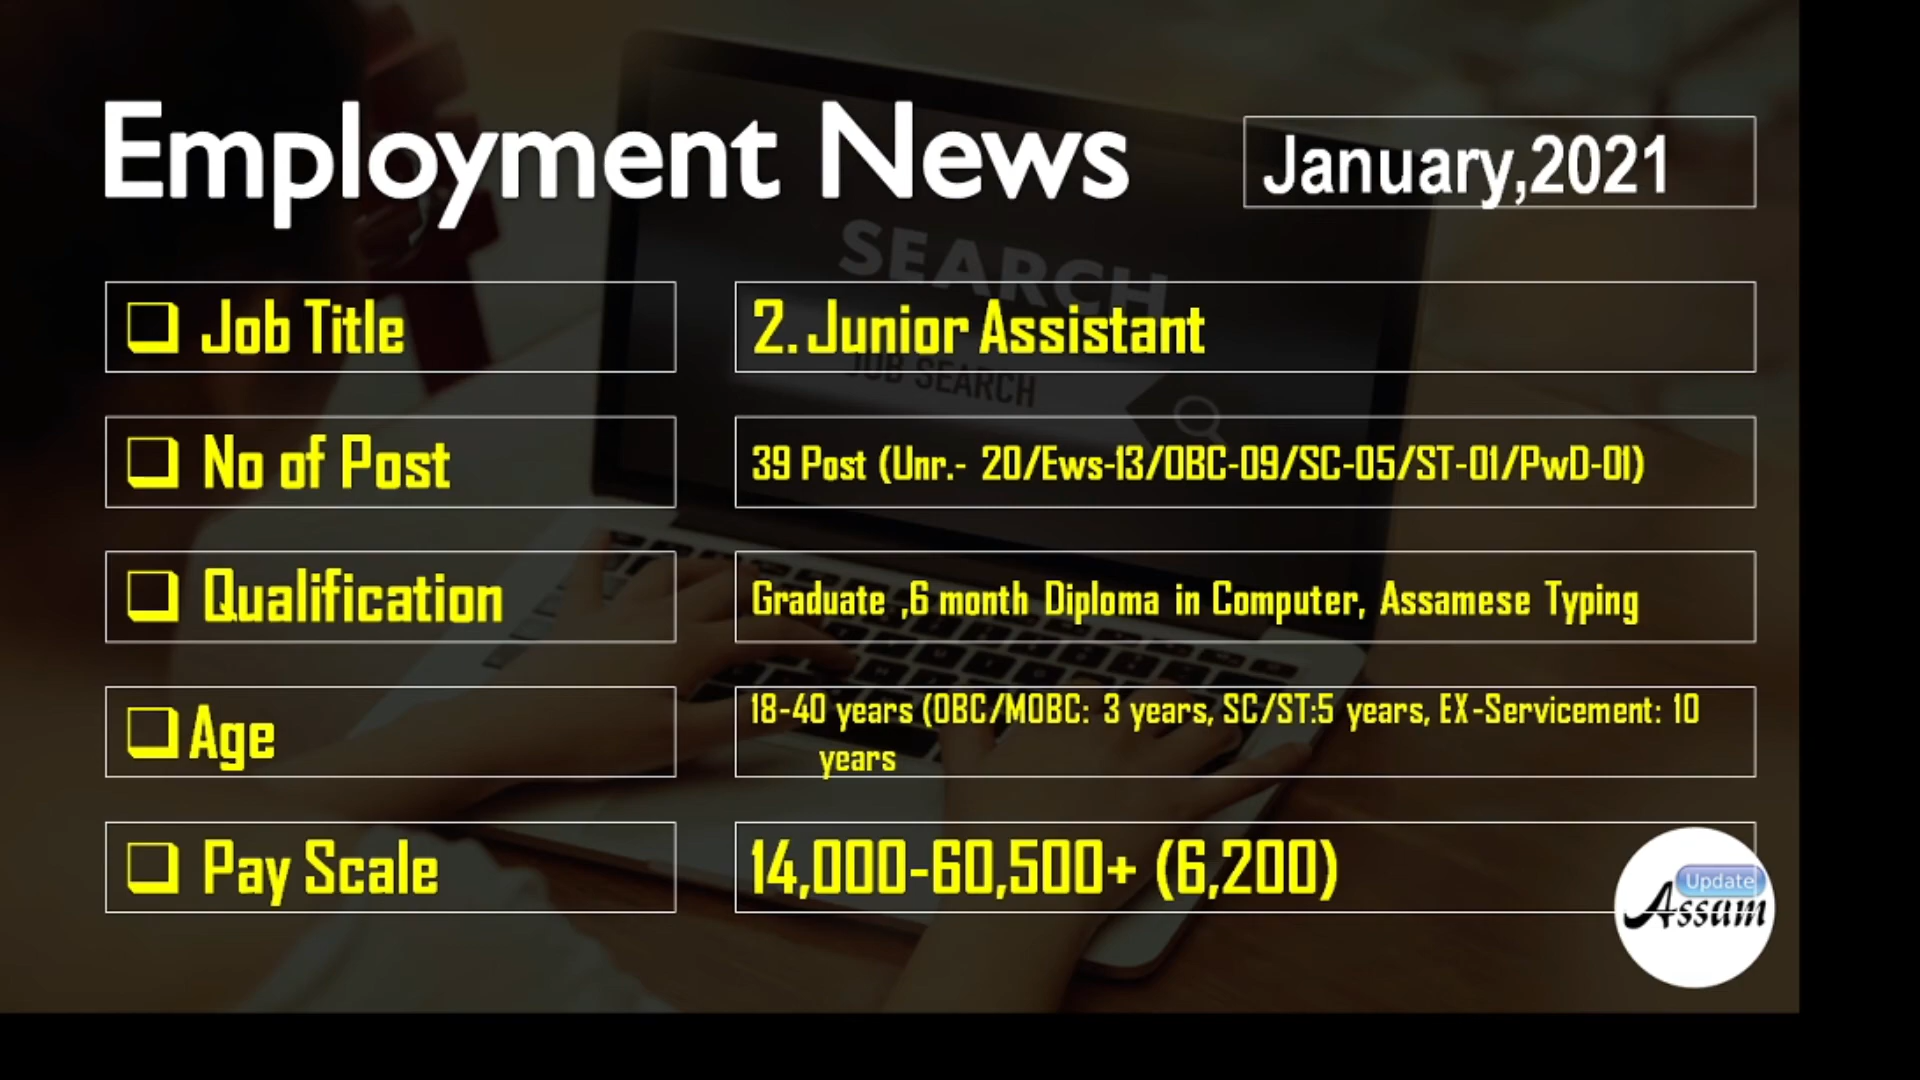 Employment News
January,2021
SEARCH
JOB SEARCH
Job Title
2. Junior Assistant
No of Post
39 Post (Unr.- 20/Ews-13/OBC-09/SC-05/ST-01/PwD-01)
Qualification
Graduate ,6 month Diploma in Computer, Assamese Typing
Age
18-40 years (OBC/MOBC: 3 years, SC/ST:5 years, EX-Servicement: 10
years
Pay Scale
14,000-60,500+ (6,200)
Update
Assam